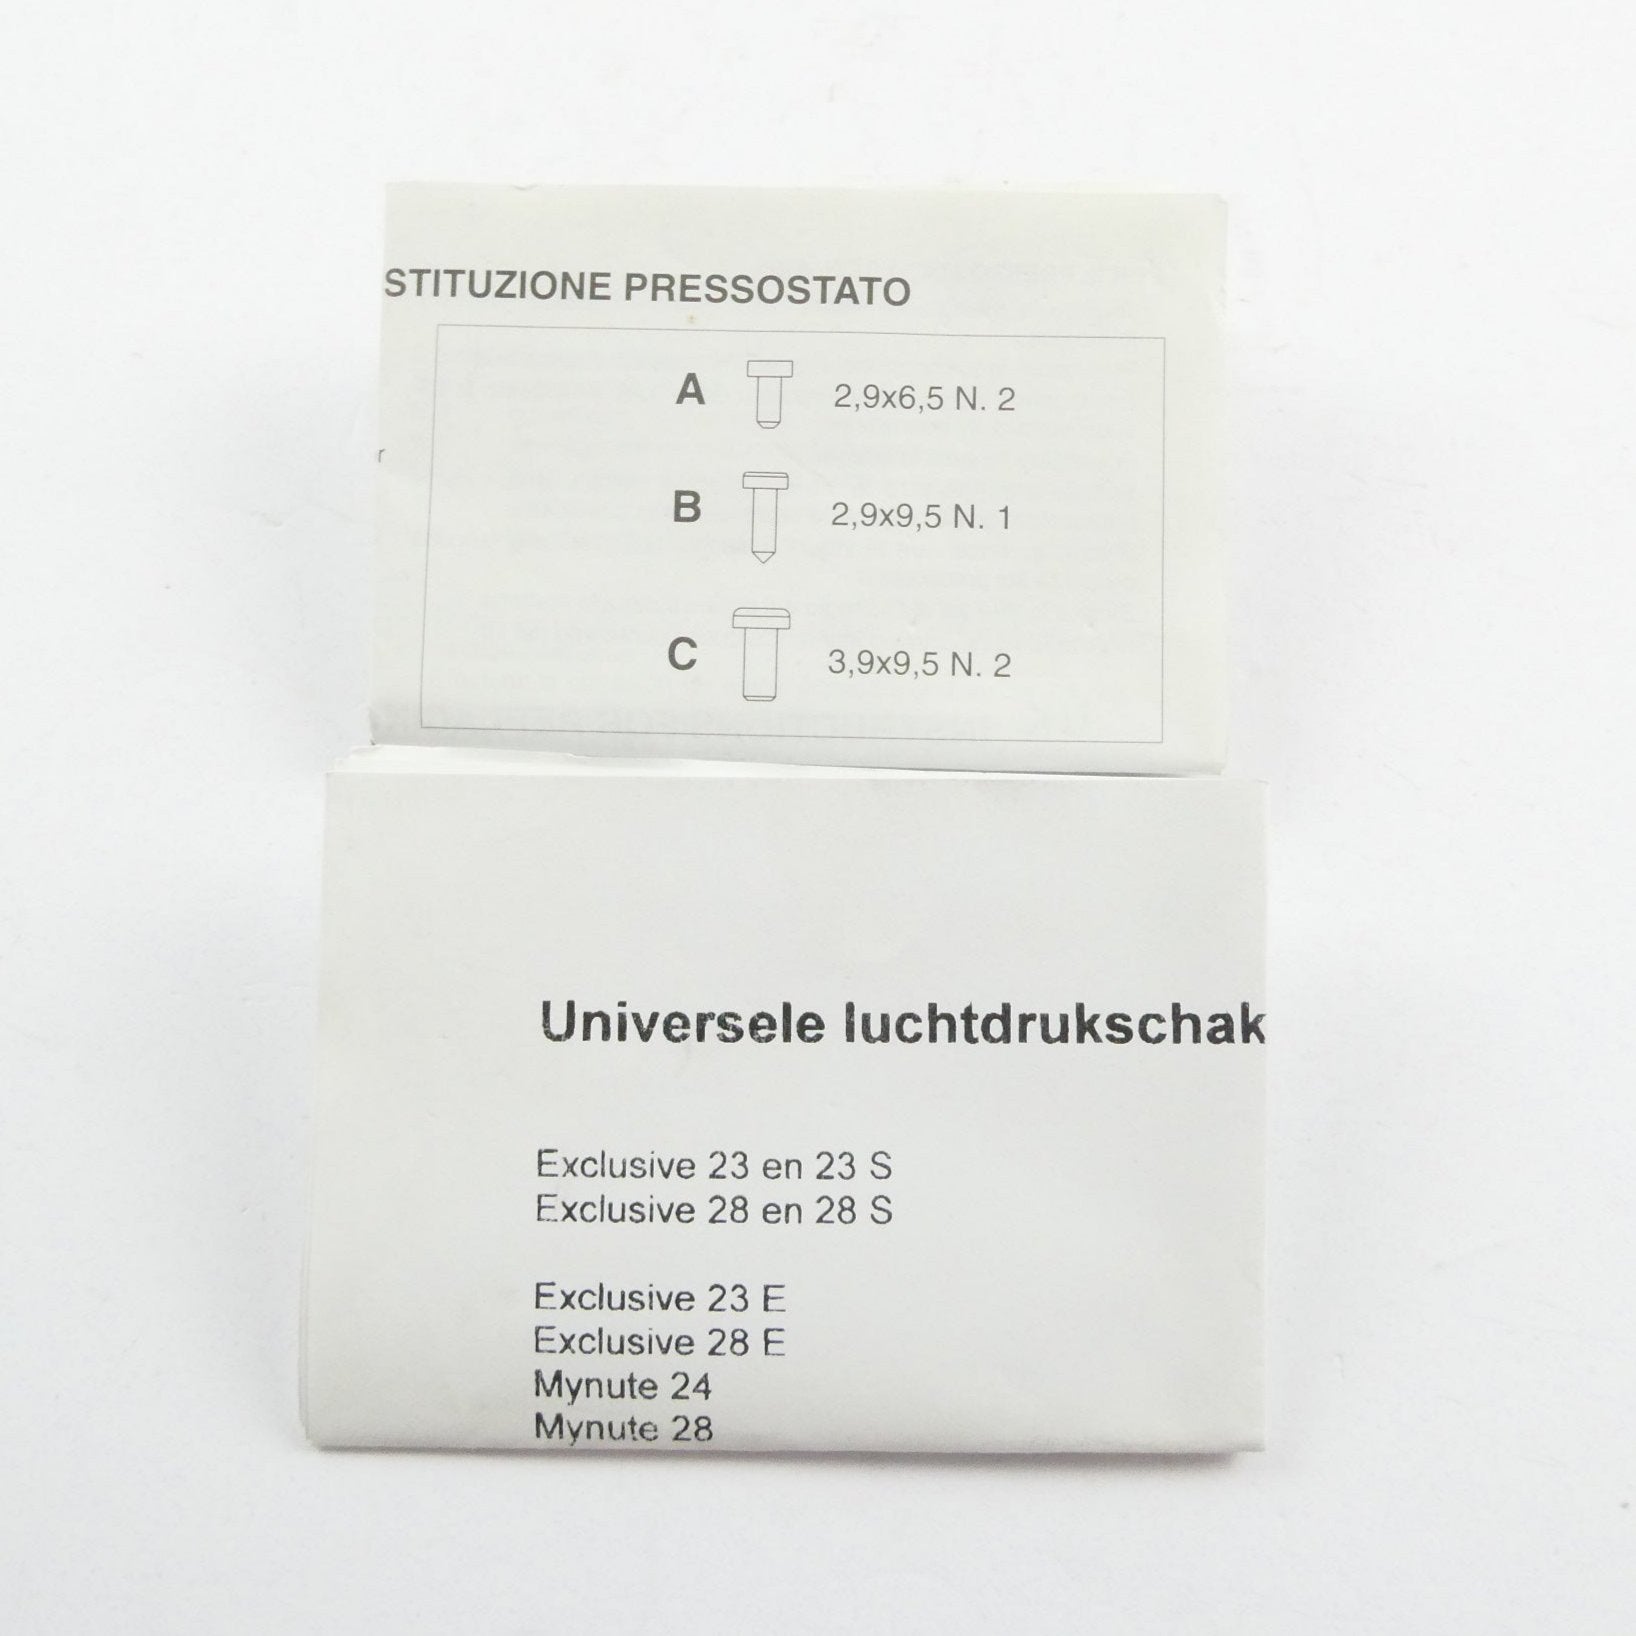 STITUZIONE PRESSOSTATO
A 2,9x6,5 N. 2
r
B 2,9x9,5 N. 1
C 3,9x9,5 N. 2
Universele luchtdrukschak
Exclusive 23 en 23 S
Exclusive 28 en 28 S
Exclusive 23 E
Exclusive 28 E
Mynute 24
Mynute 28